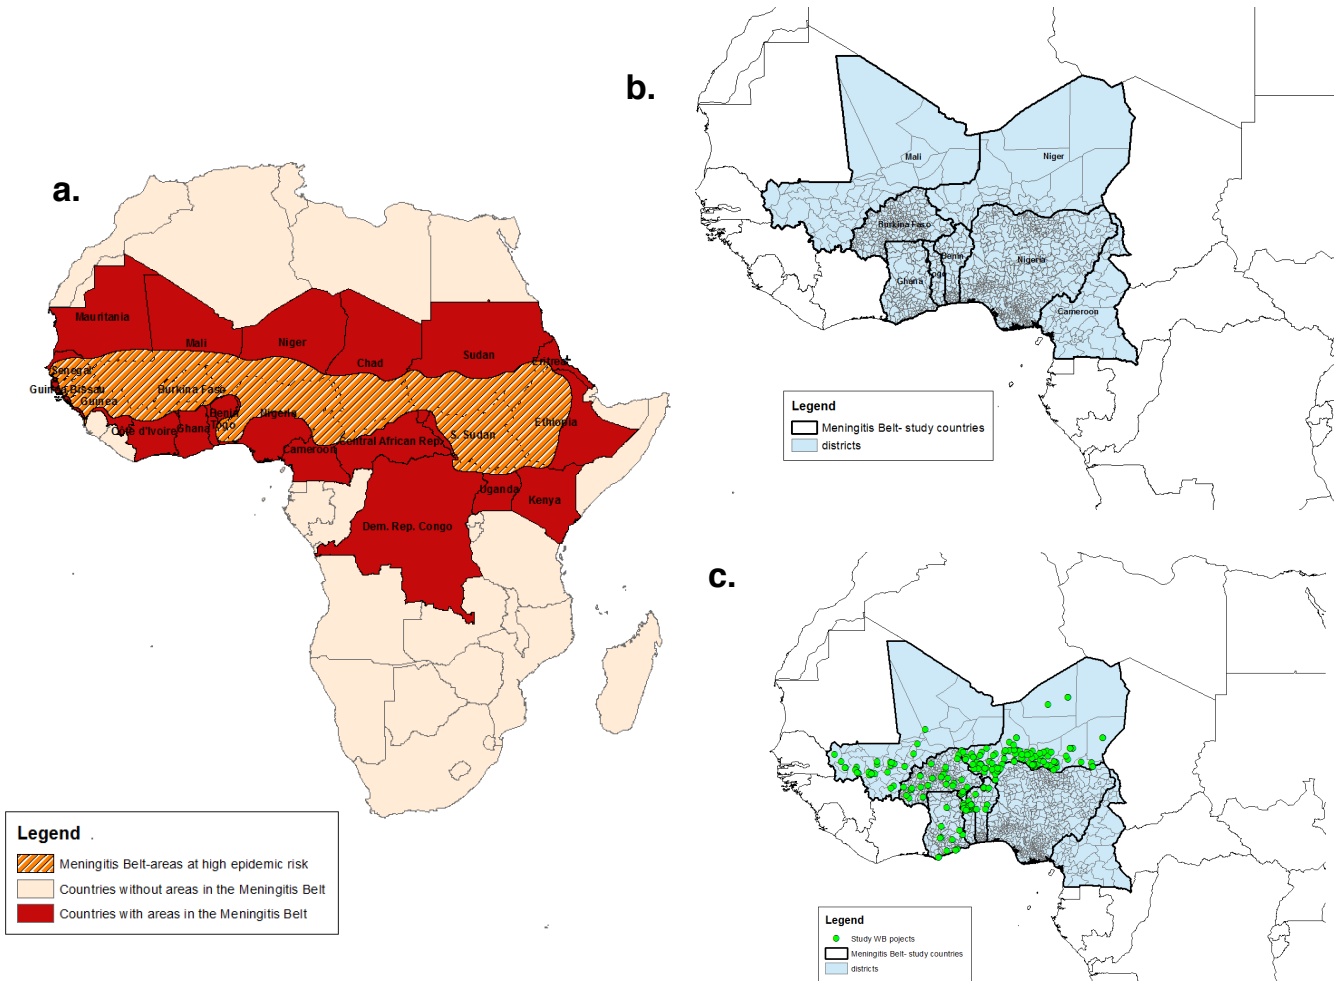 a.
Mauritania
Mali
Niger
Chad
Sudan
Eritrea
Senegal
Guinea Bissau
Guinea
Burkina Faso
Benin
Togo
Nigeria
Côte d'Ivoire
Ghana
Cameroon
Central African Rep.
S. Sudan
Ethiopia
Uganda
Kenya
Dem. Rep. Congo
Legend
Meningitis Belt-areas at high epidemic risk
Countries without areas in the Meningitis Belt
Countries with areas in the Meningitis Belt
b.
Mali
Niger
Burkina Faso
Benin
Togo
Ghana
Nigeria
Cameroon
Legend
Meningitis Belt- study countries
districts
c.
Legend
Study WB pojects
Meningitis Belt- study countries
districts